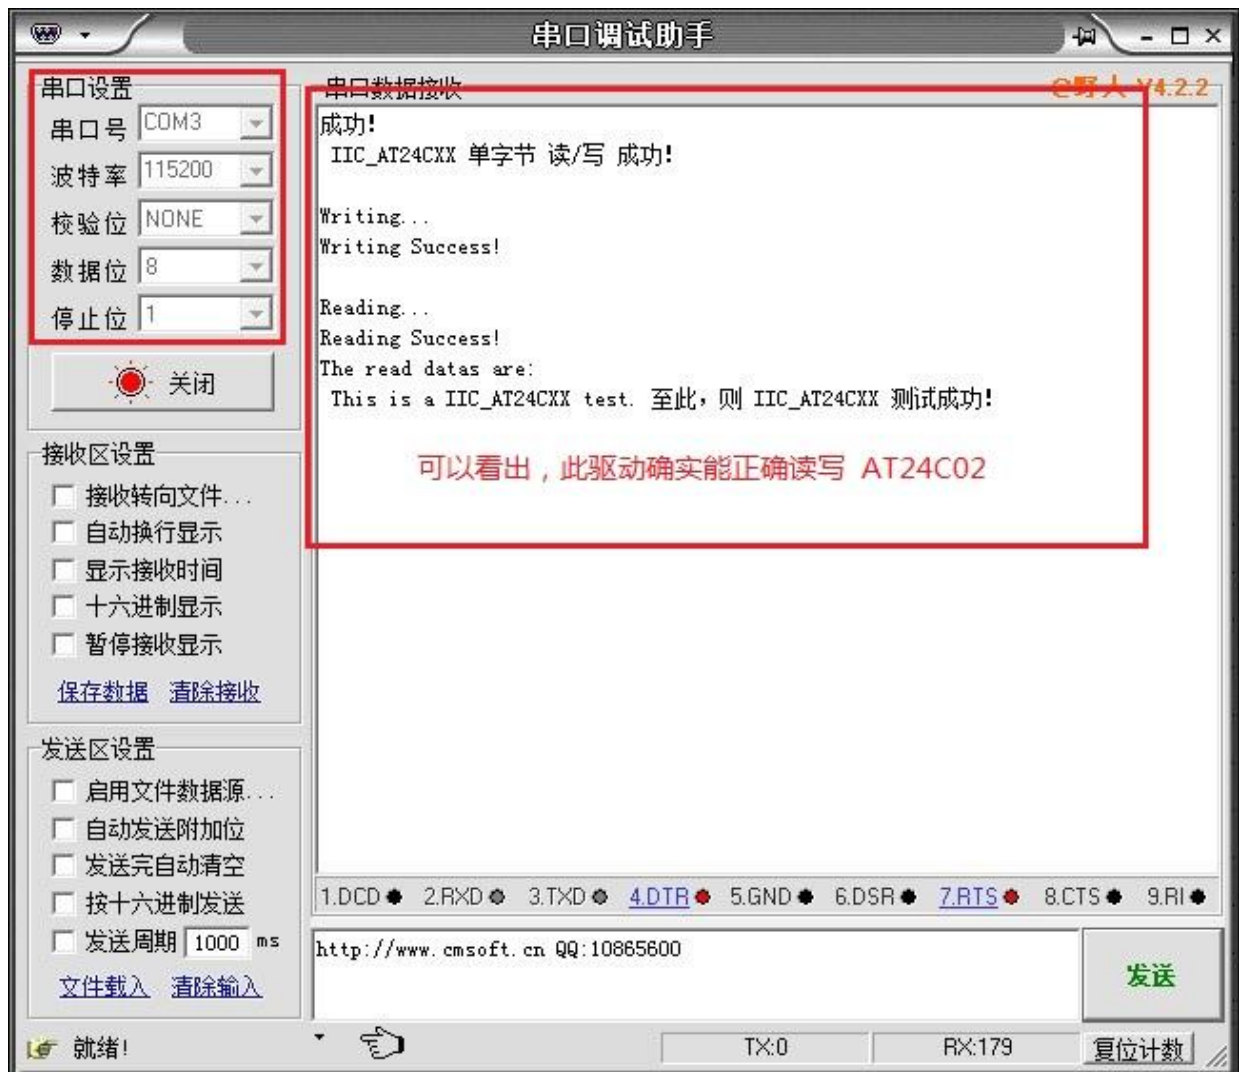 串口调试助手
串口设置
串口号 COM3
波特率 115200
校验位 NONE
数据位 8
停止位 1
关闭
接收区设置
接收转向文件...
自动换行显示
显示接收时间
十六进制显示
暂停接收显示
保存数据 清除接收
发送区设置
启用文件数据源...
自动发送附加位
发送完自动清空
按十六进制发送
发送周期 1000 ms
文件载入 清除输入
串口数据接收 @野人 V4.2.2
成功!
IIC_AT24CXX 单字节 读/写 成功!
Writing...
Writing Success!
Reading...
Reading Success!
The read datas are:
This is a IIC_AT24CXX test. 至此，则 IIC_AT24CXX 测试成功!
可以看出，此驱动确实能正确读写 AT24C02
1.DCD 2.RXD 3.TXD 4.DTR 5.GND 6.DSR 7.RTS 8.CTS 9.RI
http://www.cmsoft.cn QQ:10865600
发送
就绪! TX:0 RX:179 复位计数